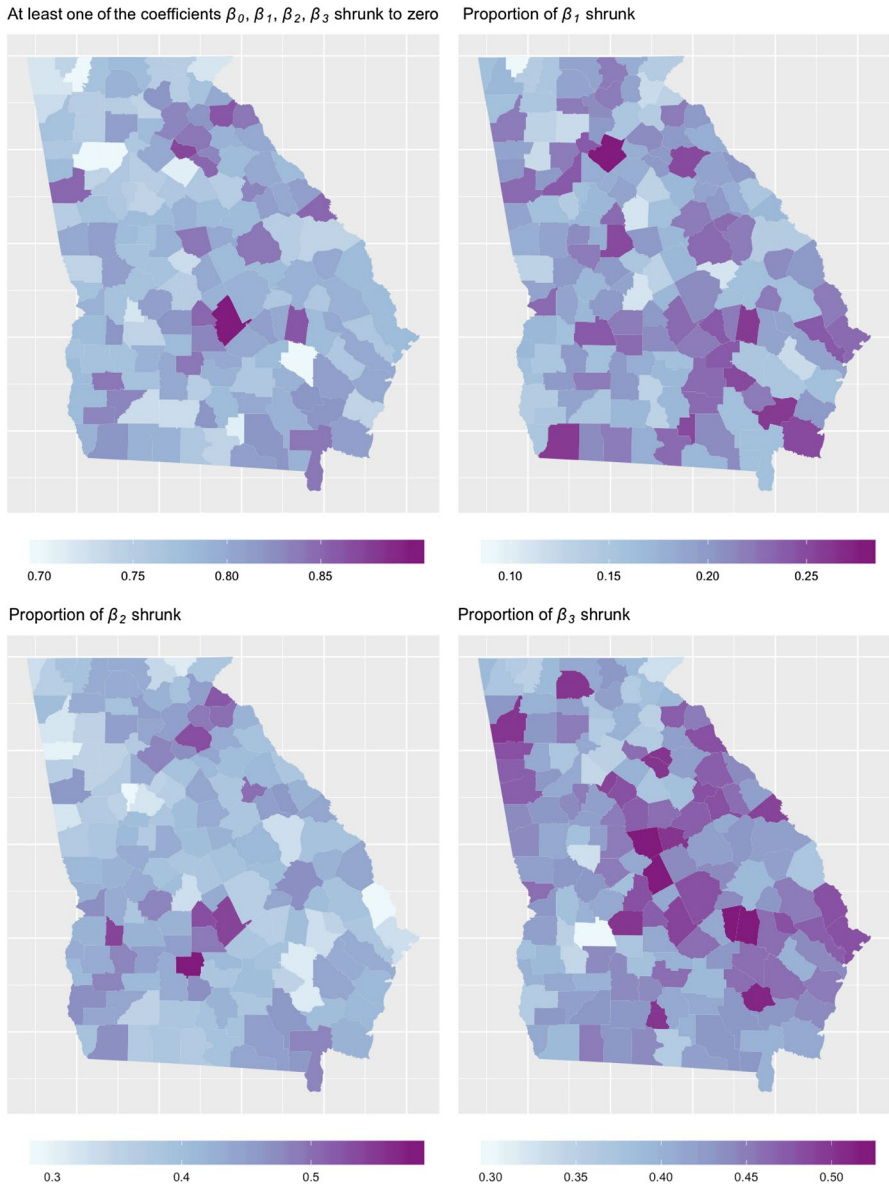 At least one of the coefficients β0, β1, β2, β3 shrunk to zero
Proportion of β1 shrunk
0.70 0.75 0.80 0.85
0.10 0.15 0.20 0.25
Proportion of β2 shrunk
Proportion of β3 shrunk
0.3 0.4 0.5
0.30 0.35 0.40 0.45 0.50